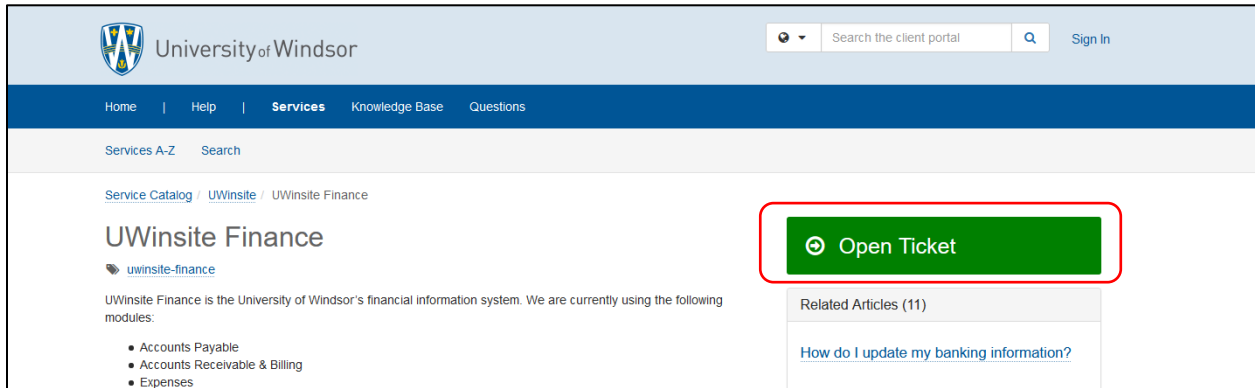 University of Windsor
Search the client portal
Sign In
Home | Help | Services Knowledge Base Questions
Services A-Z Search
Service Catalog / UWinsite / UWinsite Finance
UWinsite Finance
uwinsite-finance
UWinsite Finance is the University of Windsor's financial information system. We are currently using the following
modules:
• Accounts Payable
• Accounts Receivable & Billing
• Expenses
Open Ticket
Related Articles (11)
How do I update my banking information?